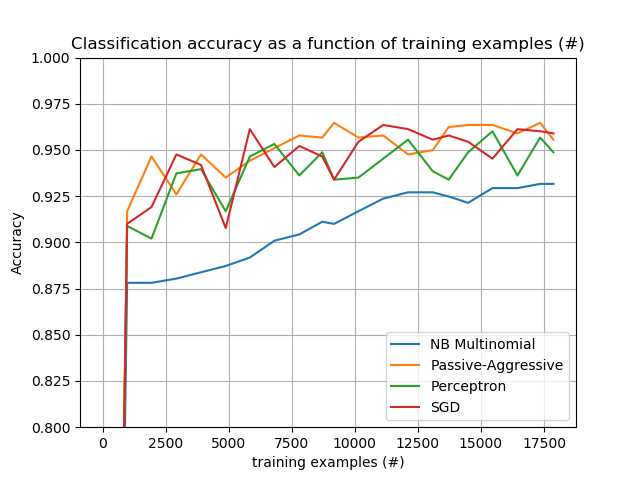 Classification accuracy as a function of training examples (#)
1.000
0.975
0.950
0.925
0.900
0.875
0.850
0.825
0.800
Accuracy
NB Multinomial
Passive-Aggressive
Perceptron
SGD
0 2500 5000 7500 10000 12500 15000 17500
training examples (#)